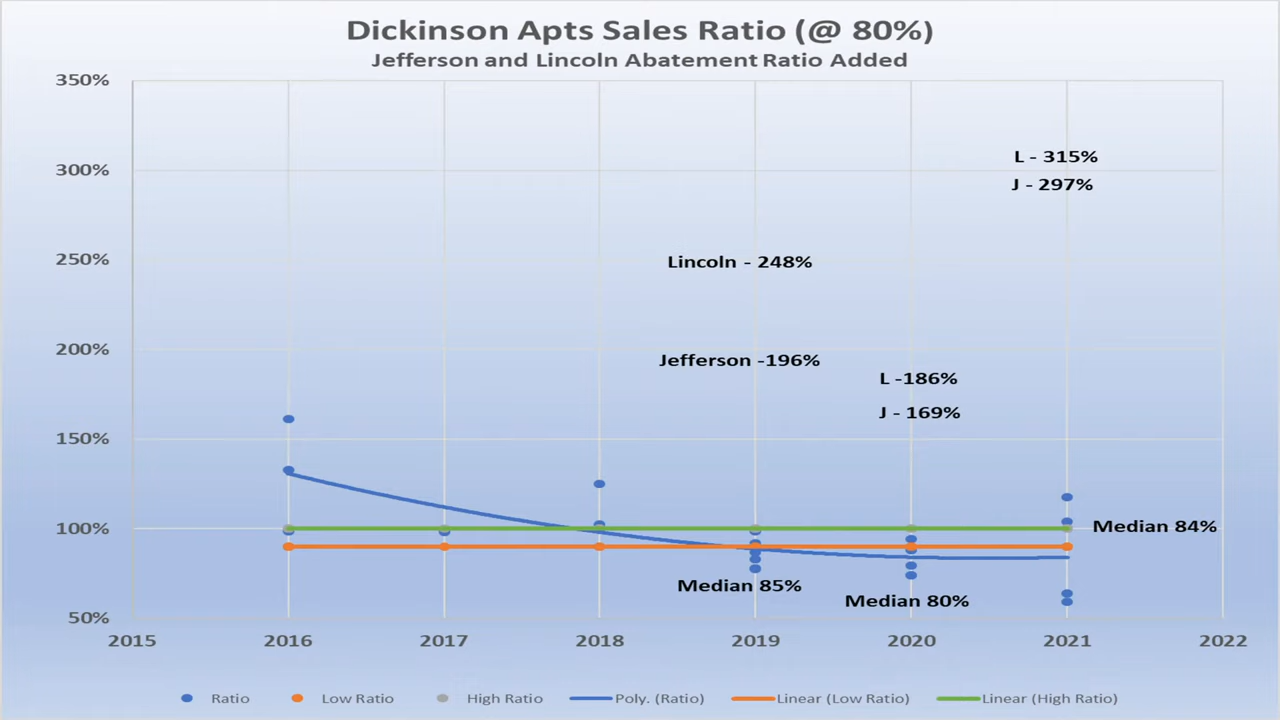 Dickinson Apts Sales Ratio (@ 80%)
Jefferson and Lincoln Abatement Ratio Added
350%
300%
250%
200%
150%
100%
50%
L - 315%
J - 297%
Lincoln - 248%
Jefferson -196%
L -186%
J - 169%
Median 84%
Median 85%
Median 80%
2015 2016 2017 2018 2019 2020 2021 2022
Ratio Low Ratio High Ratio Poly. (Ratio) Linear (Low Ratio) Linear (High Ratio)